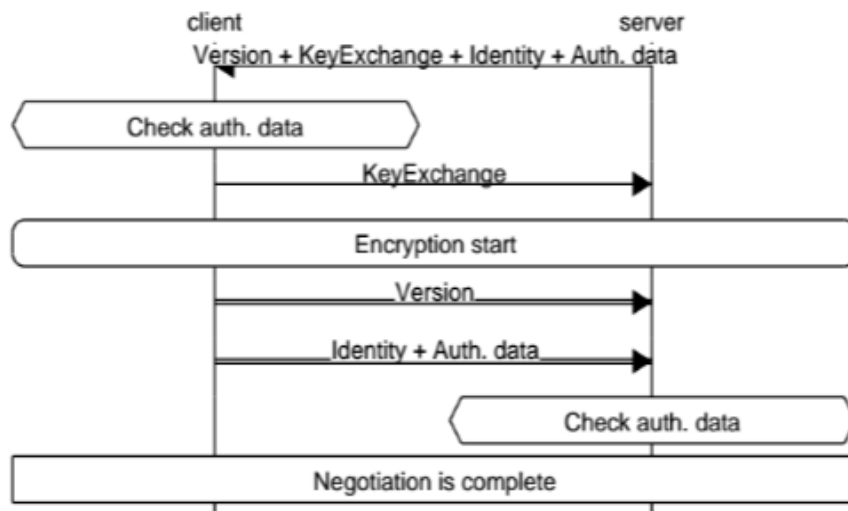 client server
Version + KeyExchange + Identity + Auth. data
Check auth. data
KeyExchange
Encryption start
Version
Identity + Auth. data
Check auth. data
Negotiation is complete